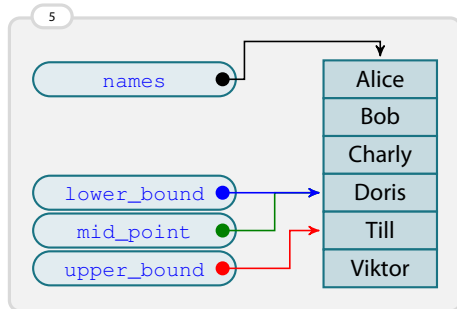 5
names
Alice
Bob
Charly
lower_bound
Doris
mid_point
Till
upper_bound
Viktor